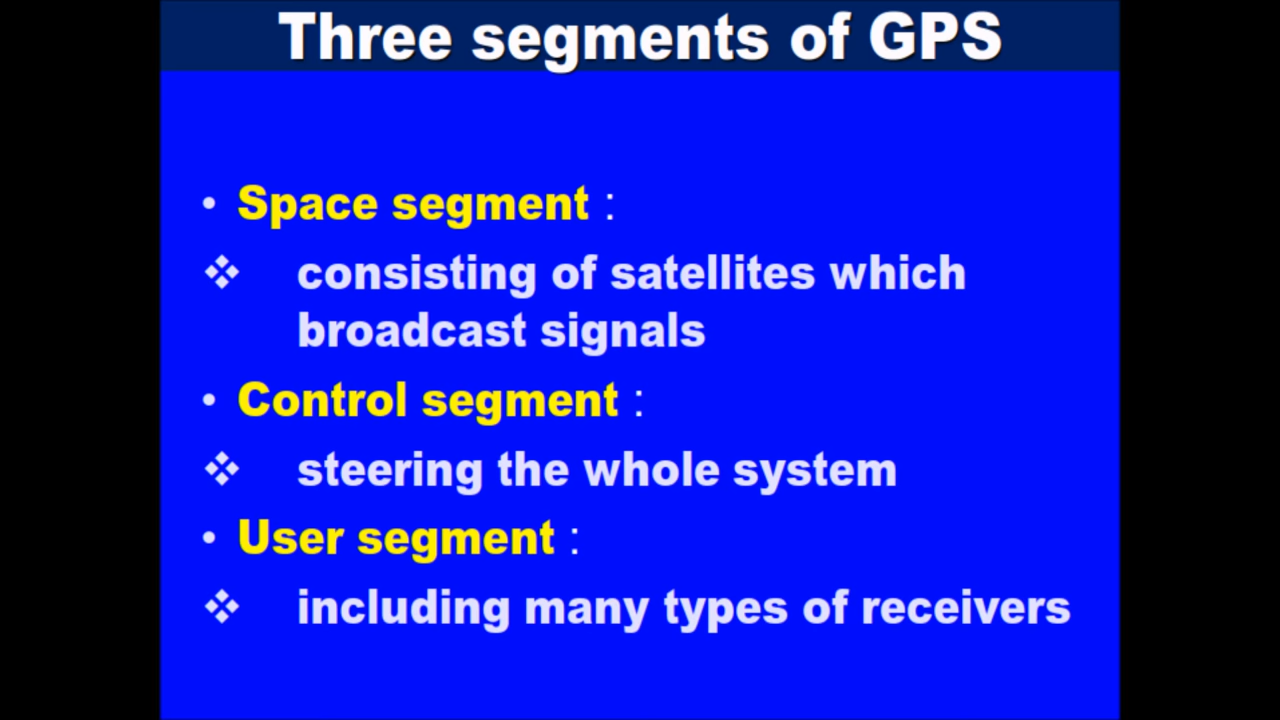 Three segments of GPS
• Space segment :
❖ consisting of satellites which
broadcast signals
• Control segment :
❖ steering the whole system
• User segment :
❖ including many types of receivers